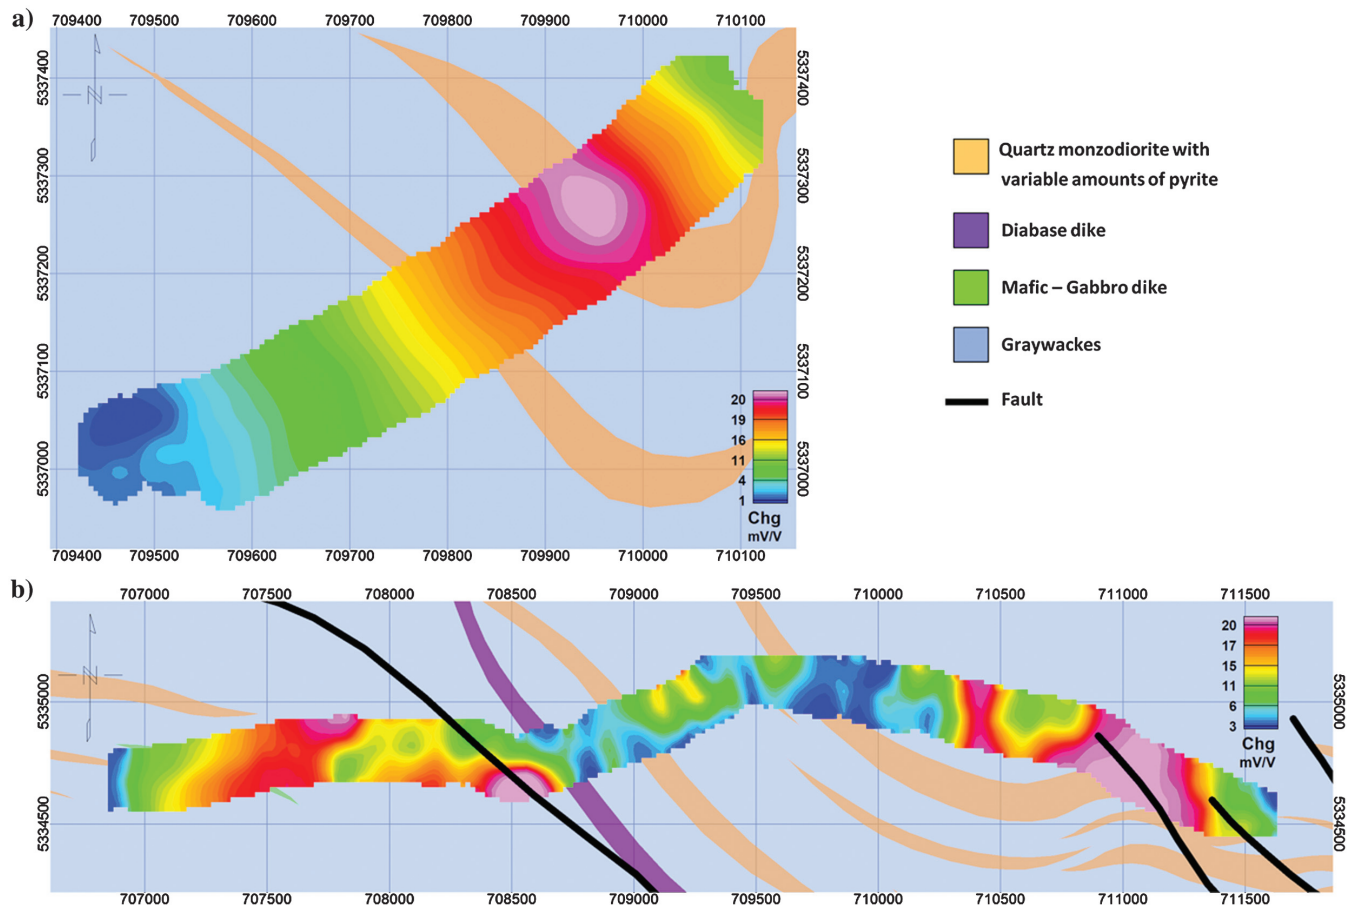 a)
709400 709500 709600 709700 709800 709900 710000 710100
5337400 5337300 5337200 5337100 5337000
N
5337400 5337300 5337200 5337100 5337000
20
19
16
11
4
1
Chg
mV/V
709400 709500 709600 709700 709800 709900 710000 710100
Quartz monzodiorite with
variable amounts of pyrite
Diabase dike
Mafic – Gabbro dike
Graywackes
Fault
b)
707000 707500 708000 708500 709000 709500 710000 710500 711000 711500
5335000 5334500
N
20
17
15
11
6
3
Chg
mV/V
5335000 5334500
707000 707500 708000 708500 709000 709500 710000 710500 711000 711500